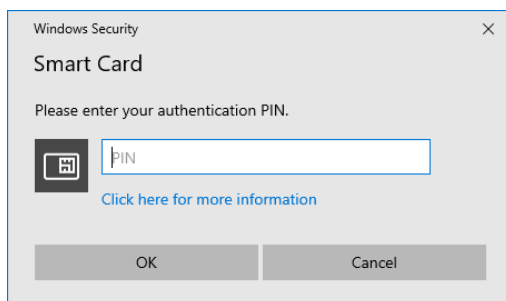 Windows Security
Smart Card
Please enter your authentication PIN.
PIN
Click here for more information
OK Cancel